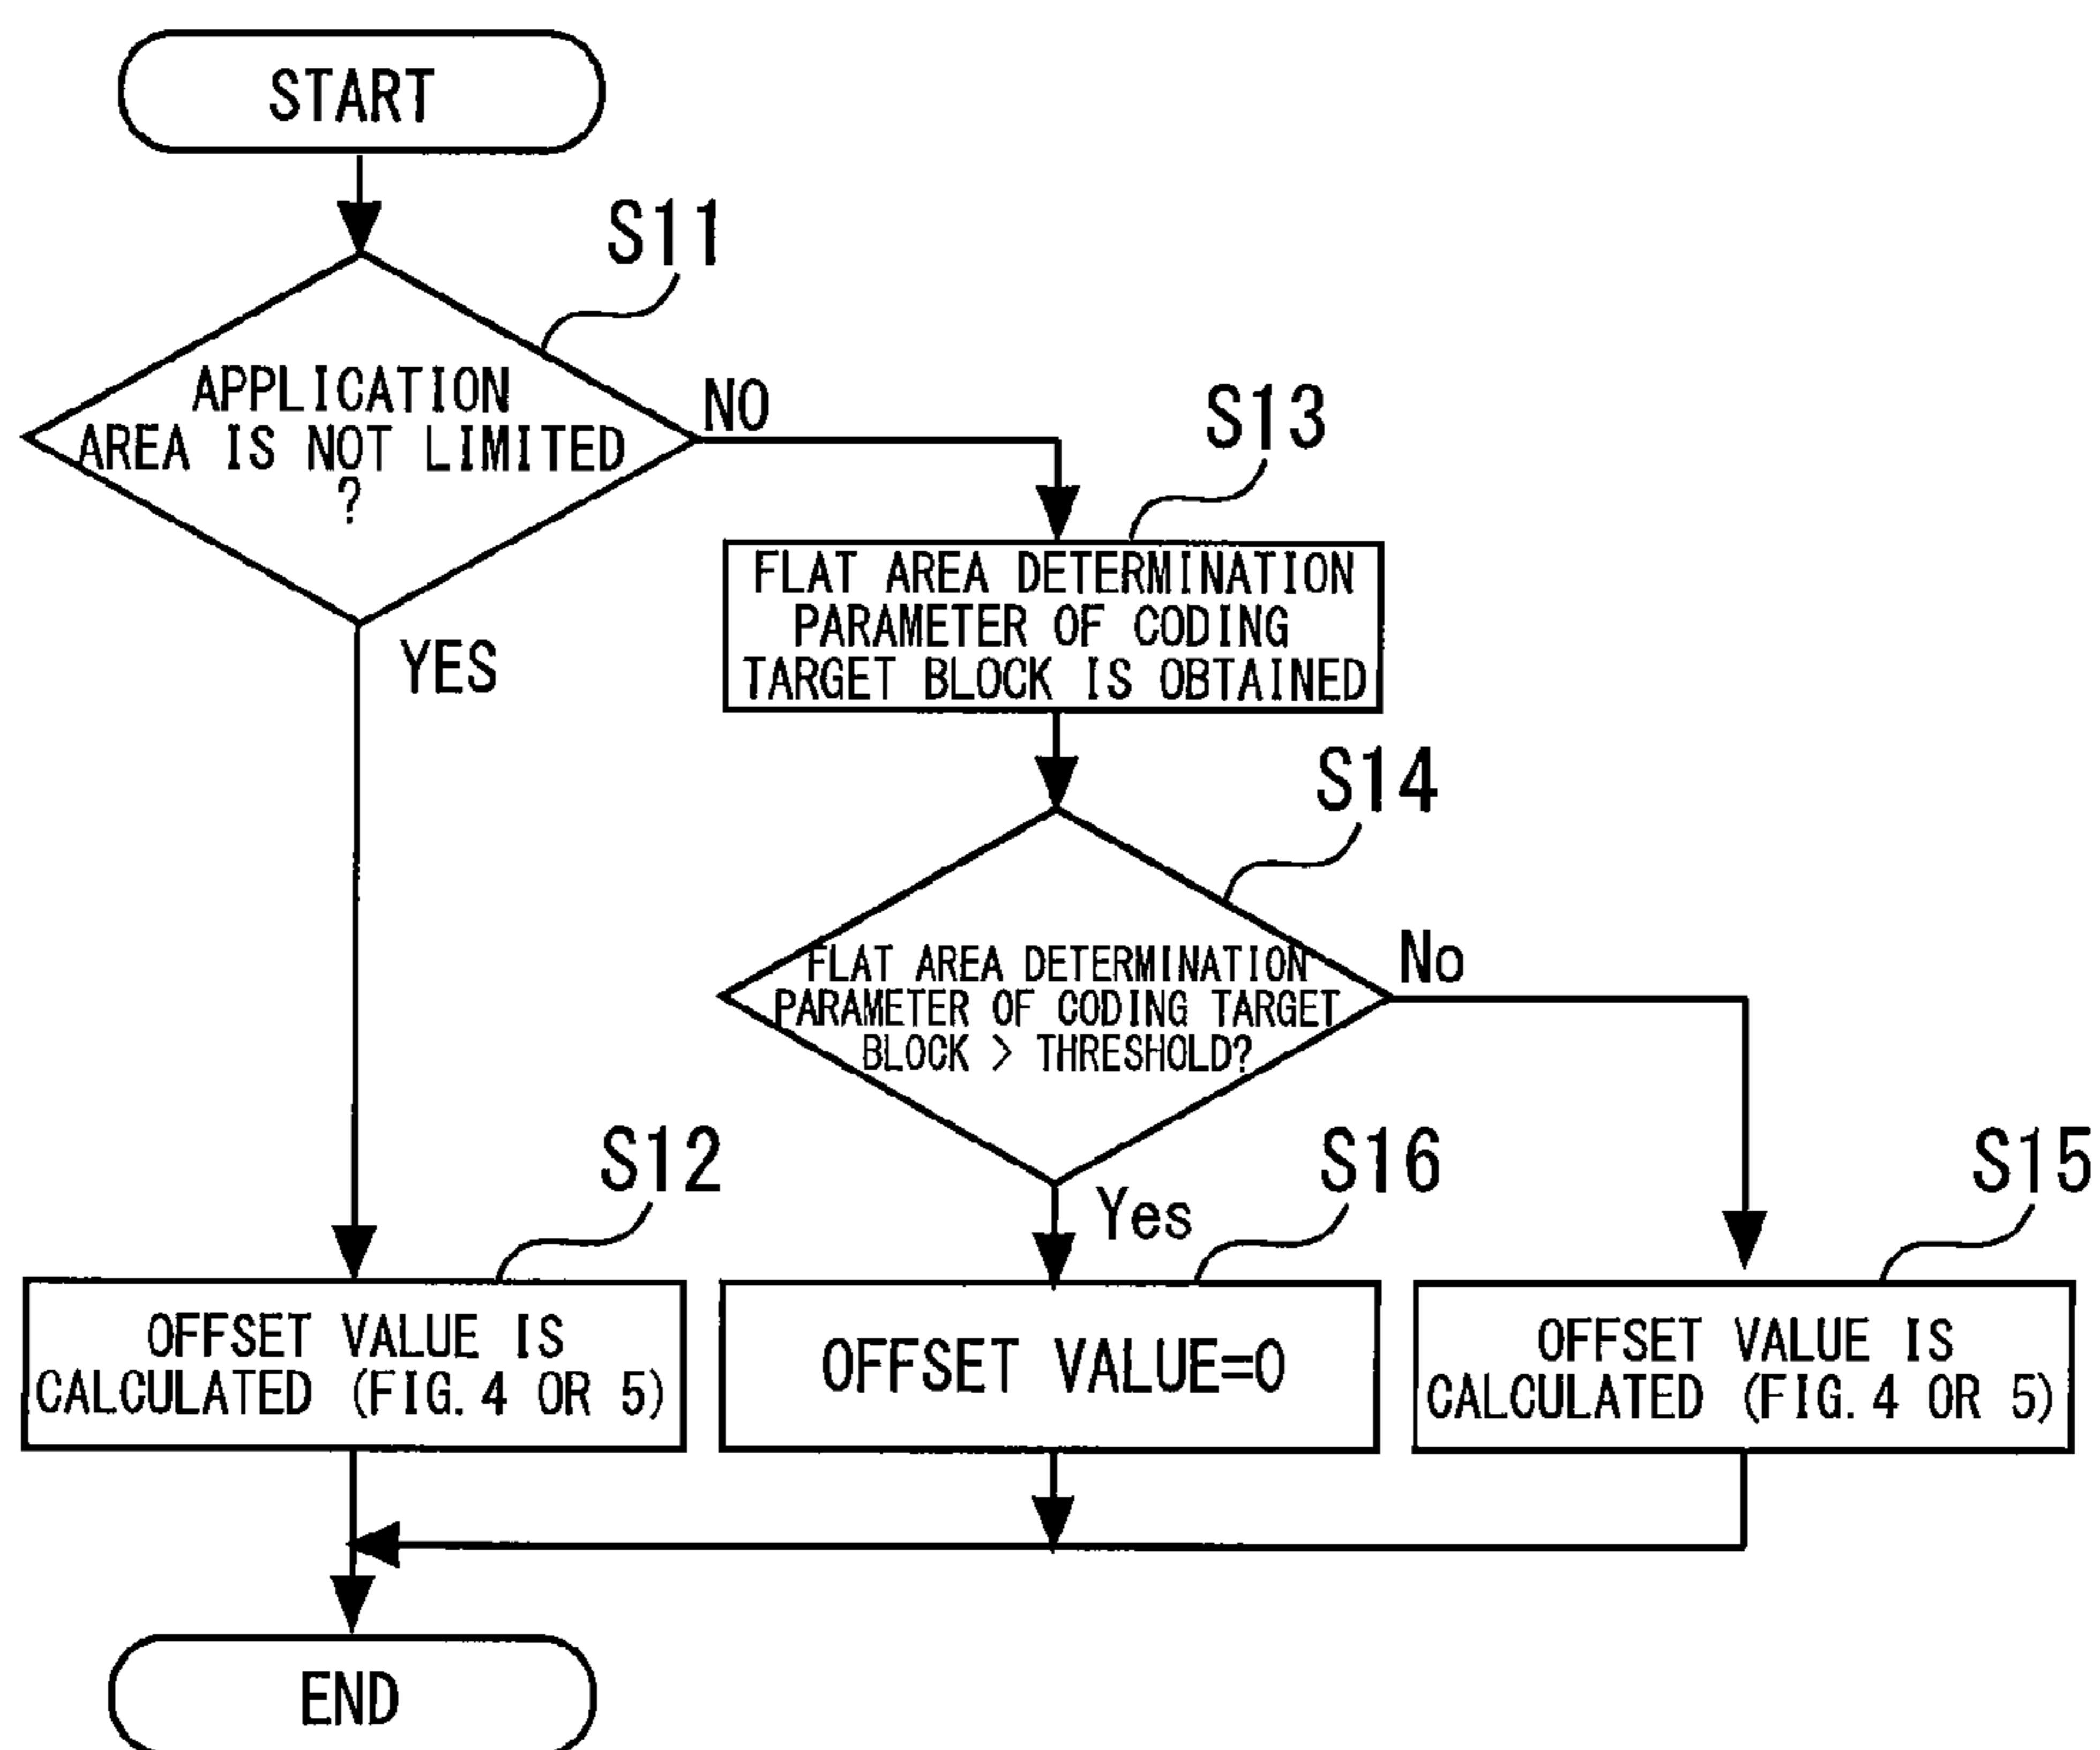 START
S11
APPLICATION
AREA IS NOT LIMITED
?
NO
YES
S13
FLAT AREA DETERMINATION
PARAMETER OF CODING
TARGET BLOCK IS OBTAINED
S14
FLAT AREA DETERMINATION
PARAMETER OF CODING TARGET
BLOCK > THRESHOLD?
No
Yes
S12
OFFSET VALUE IS
CALCULATED (FIG. 4 OR 5)
S16
OFFSET VALUE=0
S15
OFFSET VALUE IS
CALCULATED (FIG. 4 OR 5)
END